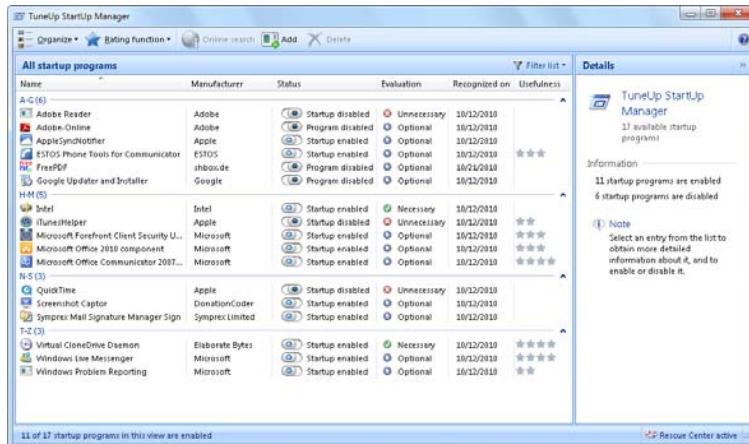 TuneUp StartUp Manager
Organize Rating function Online search Add Delete
All startup programs Filter list Details
Name Manufacturer Status Evaluation Recognized on Usefulness
A-G (6)
Adobe Reader Adobe Startup disabled Unnecessary 10/12/2010
Adobe-Online Adobe Program disabled Optional 10/12/2010
AppleSyncNotifier Apple Startup enabled Optional 10/12/2010
ESTOS Phone Tools for Communicator ESTOS Startup enabled Optional 10/12/2010
FreePDF shbox.de Program disabled Optional 10/21/2010
Google Updater and Installer Google Program disabled Optional 10/12/2010
H-M (5)
Intel Intel Startup enabled Necessary 10/12/2010
iTunesHelper Apple Startup disabled Unnecessary 10/12/2010
Microsoft Forefront Client Security U... Microsoft Startup enabled Optional 10/12/2010
Microsoft Office 2010 component Microsoft Startup enabled Optional 10/12/2010
Microsoft Office Communicator 2007... Microsoft Startup enabled Optional 10/12/2010
N-S (3)
QuickTime Apple Startup disabled Unnecessary 10/12/2010
Screenshot Captor DonationCoder Startup enabled Optional 10/12/2010
Symprex Mail Signature Manager Sign Symprex Limited Startup enabled Optional 10/12/2010
T-Z (3)
Virtual CloneDrive Daemon Elaborate Bytes Startup enabled Necessary 10/12/2010
Windows Live Messenger Microsoft Startup enabled Optional 10/12/2010
Windows Problem Reporting Microsoft Startup enabled Optional 10/12/2010
TuneUp StartUp
Manager
17 available startup
programs
Information
11 startup programs are enabled
6 startup programs are disabled
Note
Select an entry from the list to
obtain more detailed
information about it, and to
enable or disable it.
11 of 17 startup programs in this view are enabled
Rescue Center active